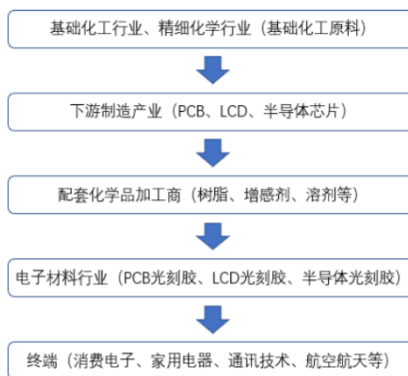 基础化工行业、精细化学行业（基础化工原料）
下游制造产业（PCB、LCD、半导体芯片）
配套化学品加工商（树脂、增感剂、溶剂等）
电子材料行业（PCB光刻胶、LCD光刻胶、半导体光刻胶）
终端（消费电子、家用电器、通讯技术、航空航天等）